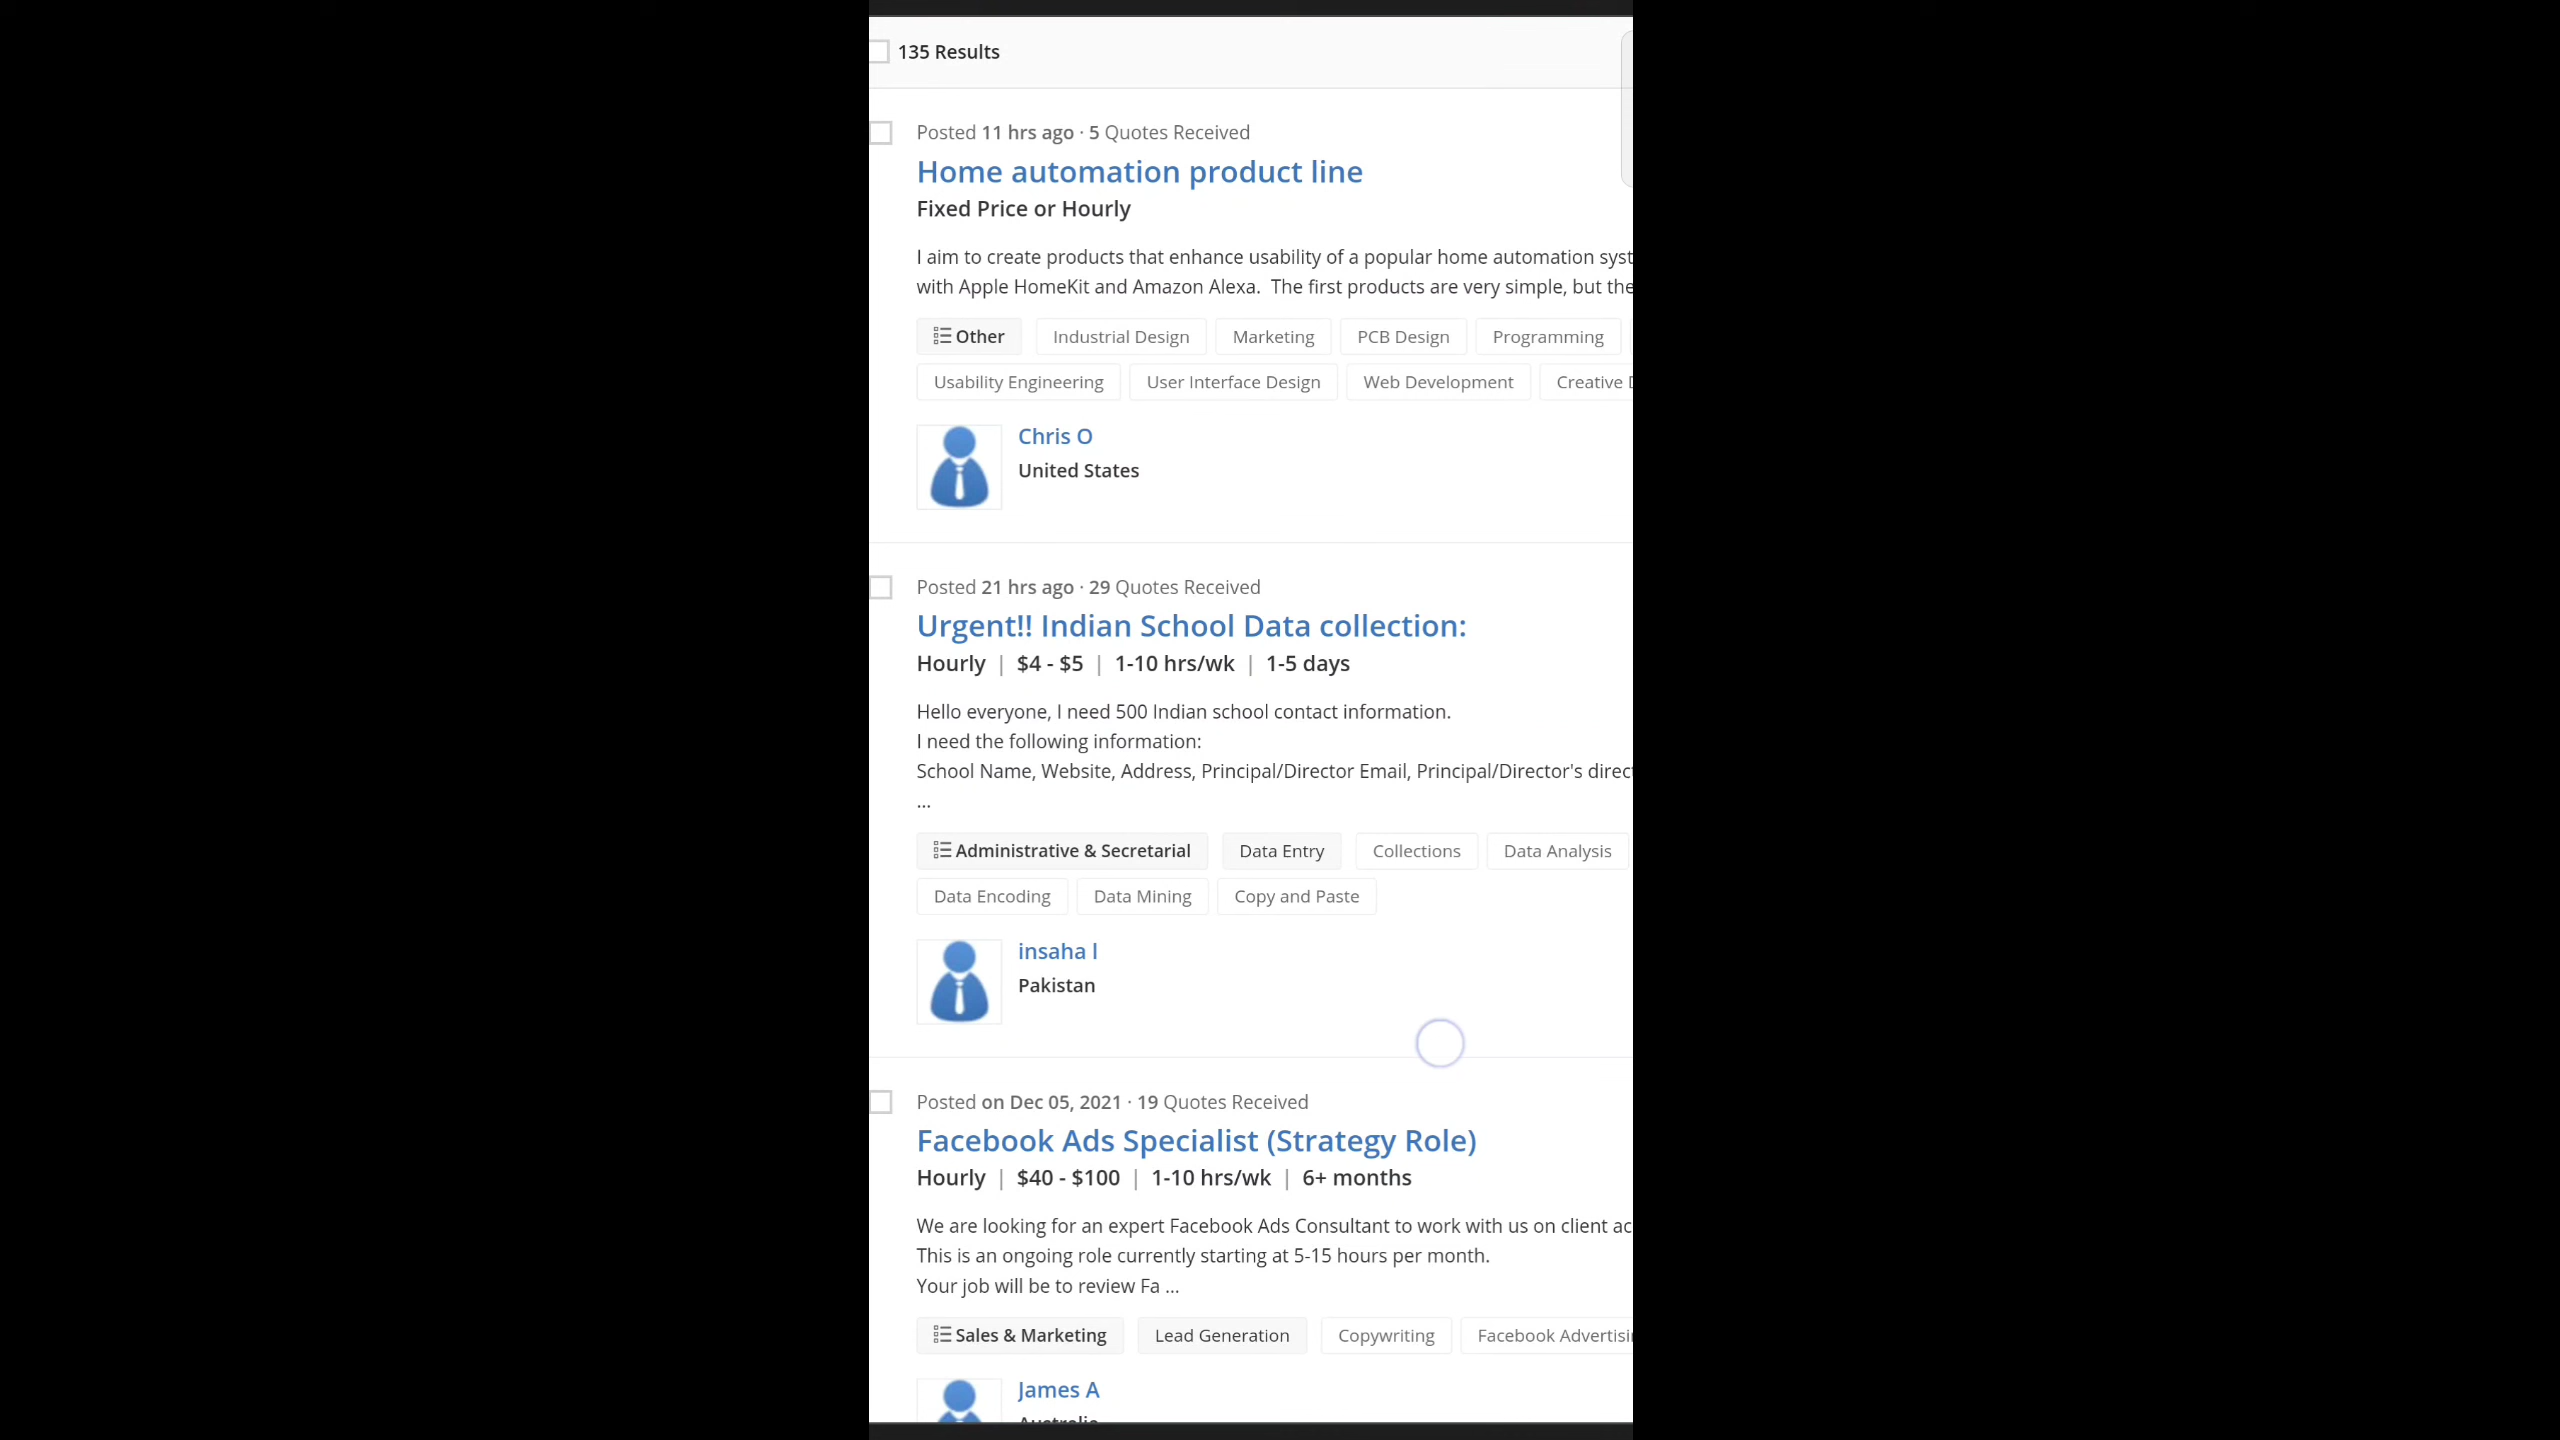 135 Results
Posted 11 hrs ago · 5 Quotes Received
Home automation product line
Fixed Price or Hourly
I aim to create products that enhance usability of a popular home automation syst
with Apple HomeKit and Amazon Alexa.  The first products are very simple, but the
Other Industrial Design Marketing PCB Design Programming
Usability Engineering User Interface Design Web Development Creative D
Chris O
United States
Posted 21 hrs ago · 29 Quotes Received
Urgent!! Indian School Data collection:
Hourly | $4 - $5 | 1-10 hrs/wk | 1-5 days
Hello everyone, I need 500 Indian school contact information.
I need the following information:
School Name, Website, Address, Principal/Director Email, Principal/Director's direct
...
Administrative & Secretarial Data Entry Collections Data Analysis
Data Encoding Data Mining Copy and Paste
insaha l
Pakistan
Posted on Dec 05, 2021 · 19 Quotes Received
Facebook Ads Specialist (Strategy Role)
Hourly | $40 - $100 | 1-10 hrs/wk | 6+ months
We are looking for an expert Facebook Ads Consultant to work with us on client ac
This is an ongoing role currently starting at 5-15 hours per month.
Your job will be to review Fa ...
Sales & Marketing Lead Generation Copywriting Facebook Advertisi
James A
Australia